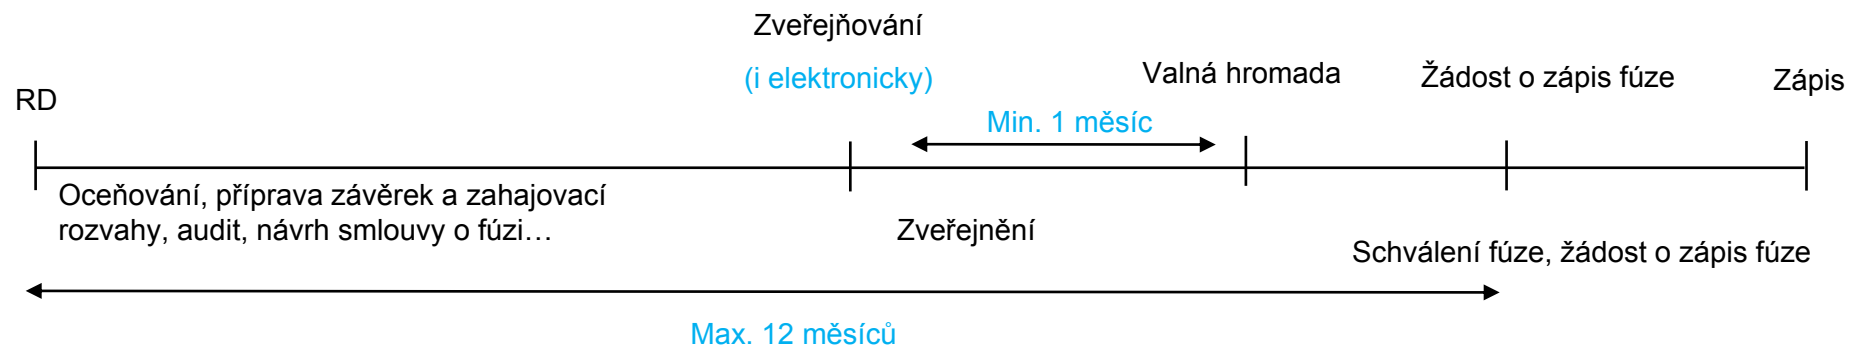 Zveřejňování
(i elektronicky)
Valná hromada
Žádost o zápis fúze
Zápis
RD
Min. 1 měsíc
Oceňování, příprava závěrek a zahajovací
rozvahy, audit, návrh smlouvy o fúzi…
Zveřejnění
Schválení fúze, žádost o zápis fúze
Max. 12 měsíců